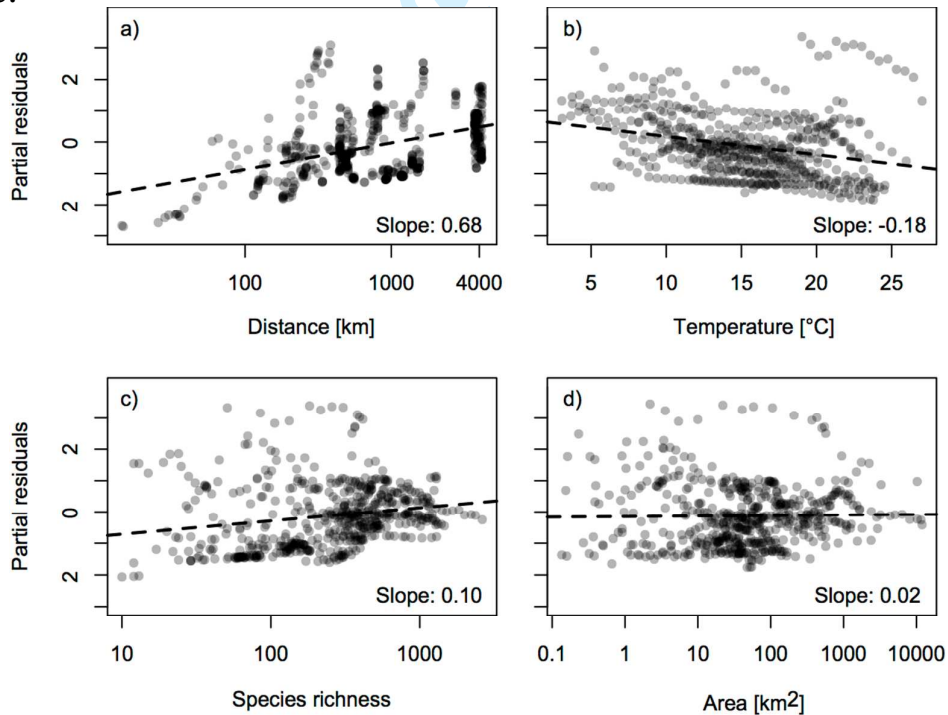 a)
Partial residuals
2
0
2
Slope: 0.68
100
1000
4000
Distance [km]
b)
Slope: -0.18
5
10
15
20
25
Temperature [°C]
c)
Partial residuals
2
0
2
Slope: 0.10
10
100
1000
Species richness
d)
Slope: 0.02
0.1
1
10
100
1000
10000
Area [km²]